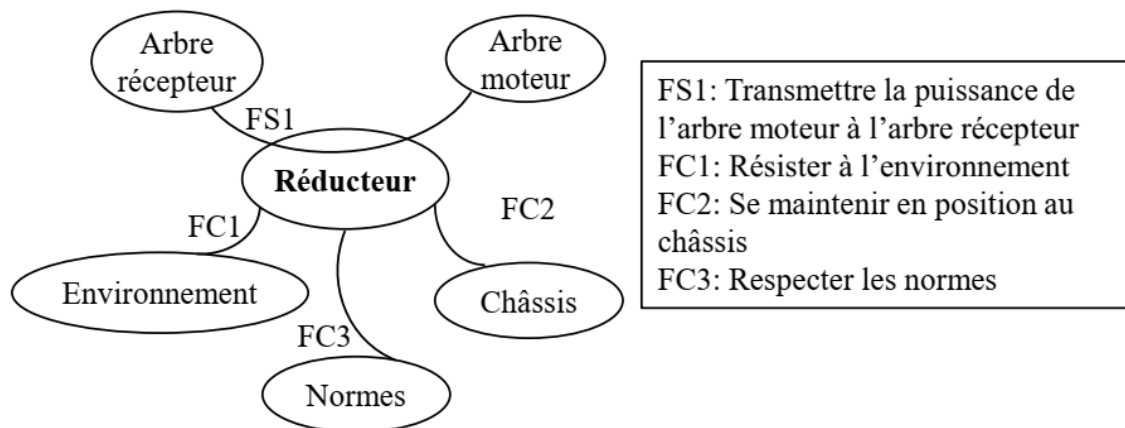 Arbre
récepteur
Arbre
moteur
FS1
Réducteur
FC1
FC2
Environnement
Châssis
FC3
Normes
FS1: Transmettre la puissance de
l’arbre moteur à l’arbre récepteur
FC1: Résister à l’environnement
FC2: Se maintenir en position au
châssis
FC3: Respecter les normes